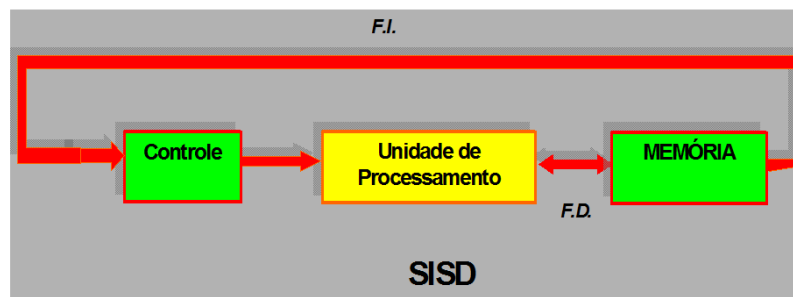 F.I.
Controle
Unidade de
Processamento
MEMÓRIA
F.D.
SISD